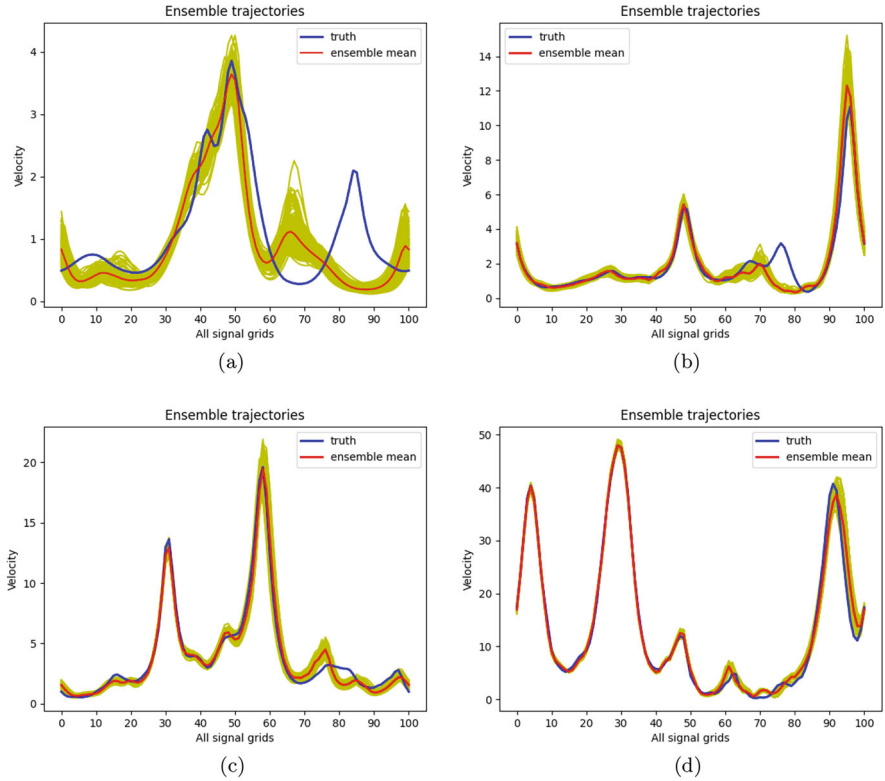 Ensemble trajectories
truth
ensemble mean
Velocity
4
3
2
1
0
0 10 20 30 40 50 60 70 80 90 100
All signal grids
(a)
Ensemble trajectories
truth
ensemble mean
Velocity
14
12
10
8
6
4
2
0
0 10 20 30 40 50 60 70 80 90 100
All signal grids
(b)
Ensemble trajectories
truth
ensemble mean
Velocity
20
15
10
5
0
0 10 20 30 40 50 60 70 80 90 100
All signal grids
(c)
Ensemble trajectories
truth
ensemble mean
Velocity
50
40
30
20
10
0
0 10 20 30 40 50 60 70 80 90 100
All signal grids
(d)